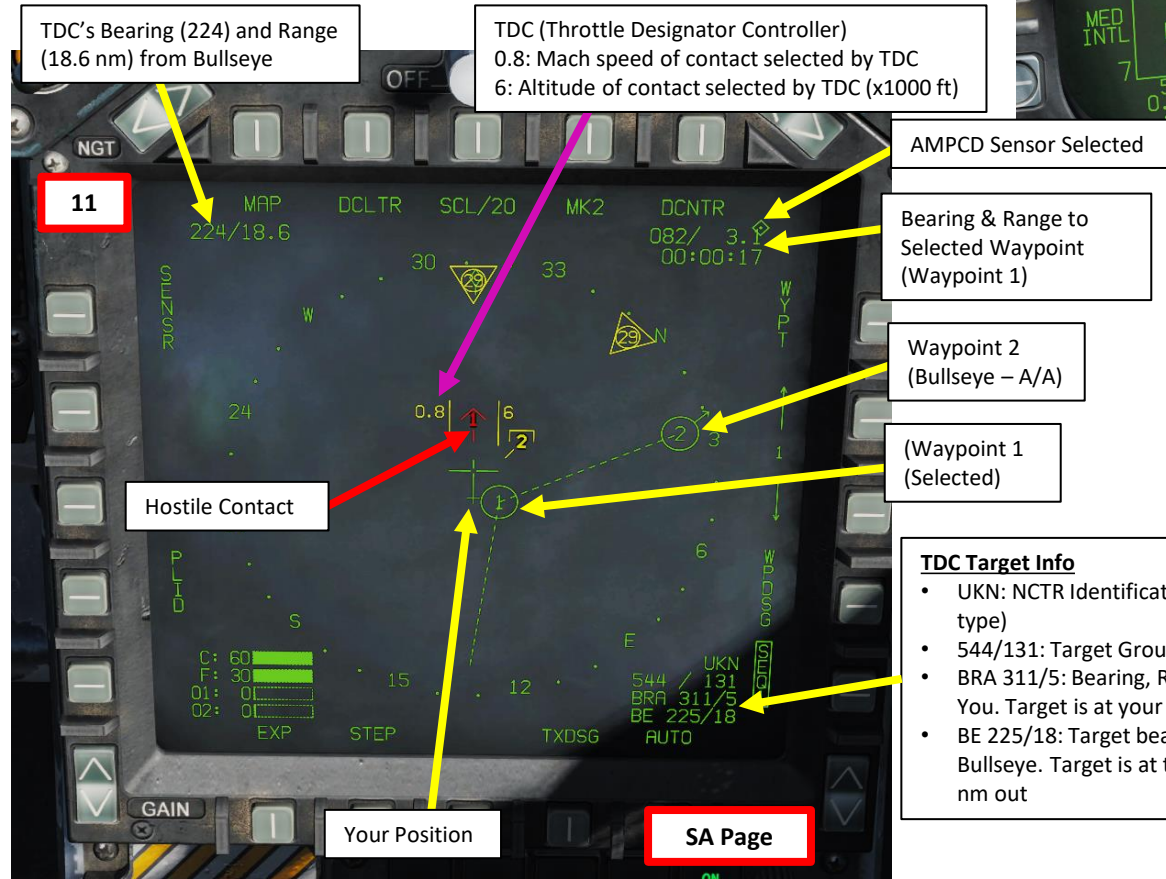 TDC's Bearing (224) and Range
(18.6 nm) from Bullseye
TDC (Throttle Designator Controller)
0.8: Mach speed of contact selected by TDC
6: Altitude of contact selected by TDC (x1000 ft)
MED
INTL
7
OFF
NGT
11
AMPCD Sensor Selected
MAP
DCLTR
SCL/20
MK2
DCNTR
224/18.6
082/ 3.1
00:00:17
Bearing & Range to
Selected Waypoint
(Waypoint 1)
SENSR
30
29
33
W
29
N
WYPT
Waypoint 2
(Bullseye – A/A)
24
0.8
1
6
2
2
3
1
Hostile Contact
1
(Waypoint 1
(Selected)
6
PLID
WPDSG
S
E
TDC Target Info
• UKN: NCTR Identificat
type)
• 544/131: Target Grou
• BRA 311/5: Bearing, R
You. Target is at your
• BE 225/18: Target bea
Bullseye. Target is at t
nm out
C: 60
F: 30
O1: 0
O2: 0
15
12
UKN
544 / 131
BRA 311/5
BE 225/18
SEQ
EXP
STEP
TXDSG
AUTO
GAIN
Your Position
SA Page
ON